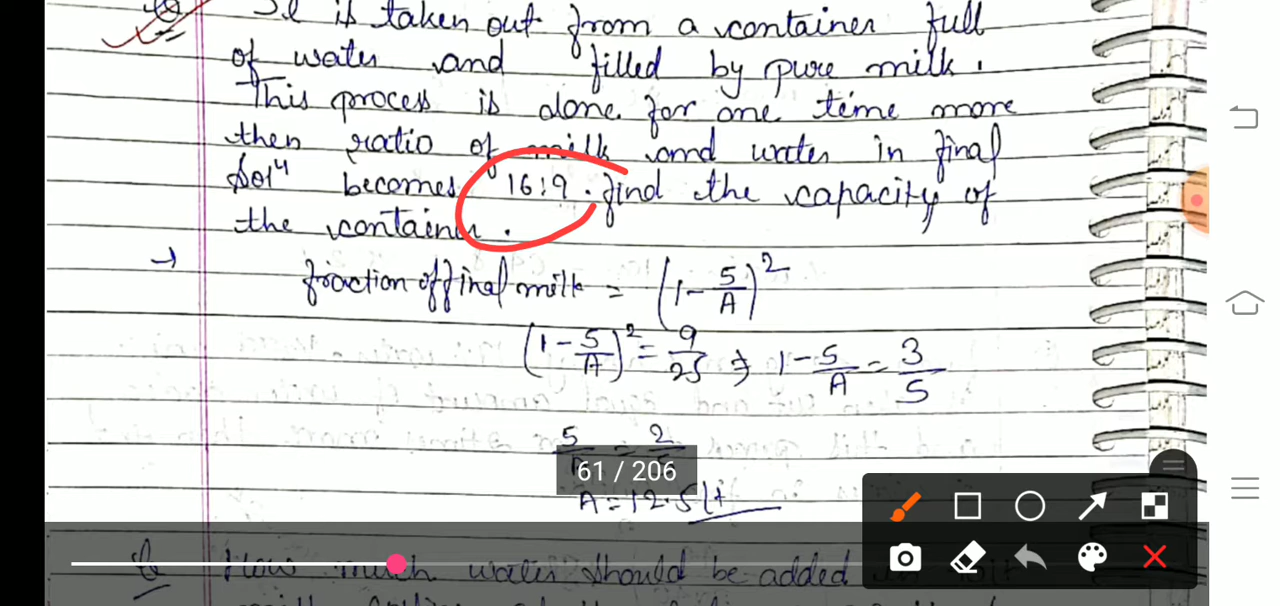 5l is taken out from a container full
of water and filled by pure milk.
This process is done for one time more
then ratio of milk and water in final
Solⁿ becomes 16:9. find the capacity of
the container.
→ fraction of final milk = (1 - 5/A)²
(1 - 5/A)² = 9/25 ⇒ 1 - 5/A = 3/5
5/A = 2/5
61 / 206
A = 12.5 lt
Q How much water should be added in